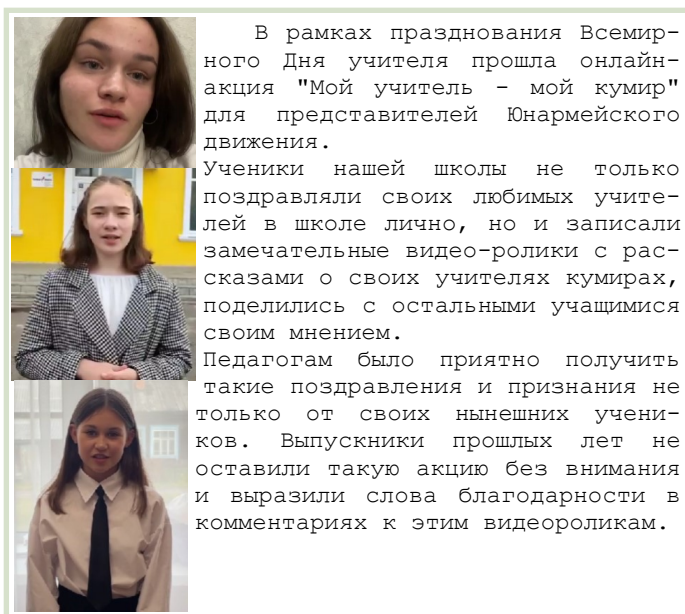 В рамках празднования Всемир-
ного Дня учителя прошла онлайн-
акция "Мой учитель - мой кумир"
для представителей Юнармейского
движения.
Ученики нашей школы не только
поздравляли своих любимых учите-
лей в школе лично, но и записали
замечательные видео-ролики с рас-
сказами о своих учителях кумирах,
поделились с остальными учащимися
своим мнением.
Педагогам было приятно получить
такие поздравления и признания не
только от своих нынешних учени-
ков. Выпускники прошлых лет не
оставили такую акцию без внимания
и выразили слова благодарности в
комментариях к этим видеороликам.